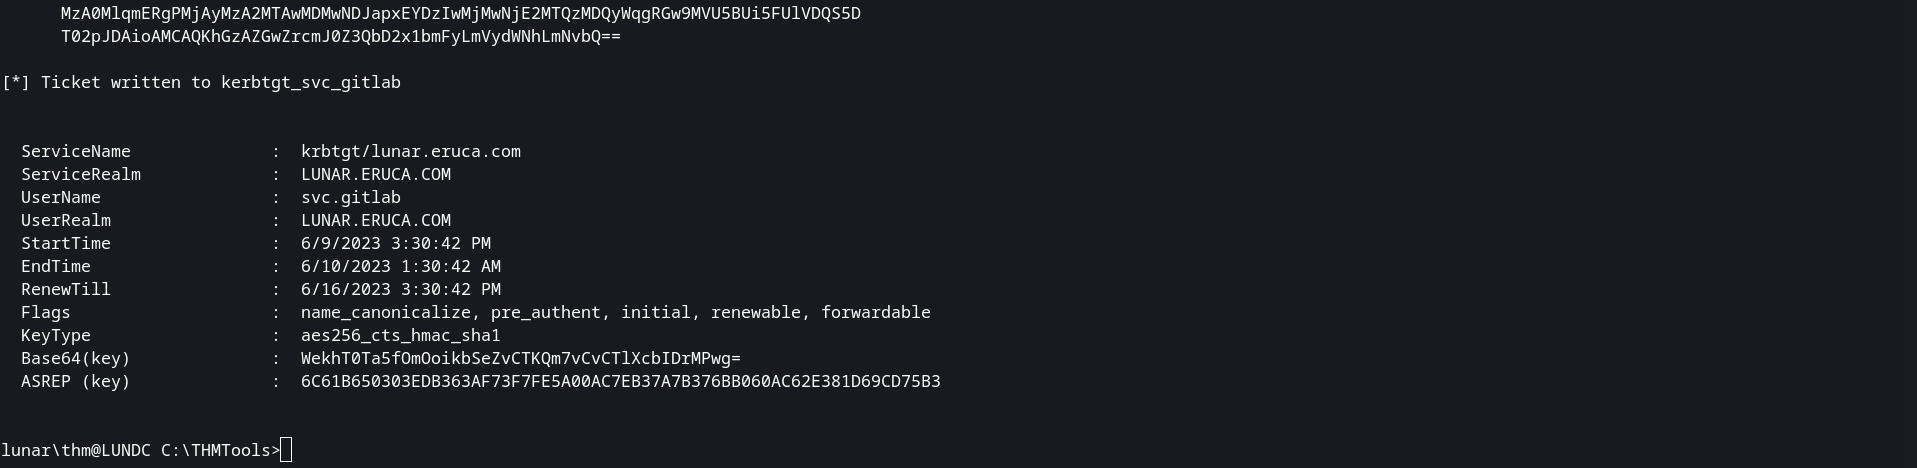 MzA0MlqmERgPMjAyMzA2MTAwMDMwNDJapxEYDzIwMjMwNjE2MTQzMDQyWqgRGw9MVU5BUi5FUlVDQS5D
T02pJDAioAMCAQKhGzAZGwZrcmJ0Z3QbD2x1bmFyLmVydWNhLmNvbQ==
[*] Ticket written to kerbtgt_svc_gitlab
ServiceName : krbtgt/lunar.eruca.com
ServiceRealm : LUNAR.ERUCA.COM
UserName : svc.gitlab
UserRealm : LUNAR.ERUCA.COM
StartTime : 6/9/2023 3:30:42 PM
EndTime : 6/10/2023 1:30:42 AM
RenewTill : 6/16/2023 3:30:42 PM
Flags : name_canonicalize, pre_authent, initial, renewable, forwardable
KeyType : aes256_cts_hmac_sha1
Base64(key) : WekhT0Ta5fOmOoikbSeZvCTKQm7vCvCTlXcbIDrMPwg=
ASREP (key) : 6C61B650303EDB363AF73F7FE5A00AC7EB37A7B376BB060AC62E381D69CD75B3
lunar\thm@LUNDC C:\THMTools>